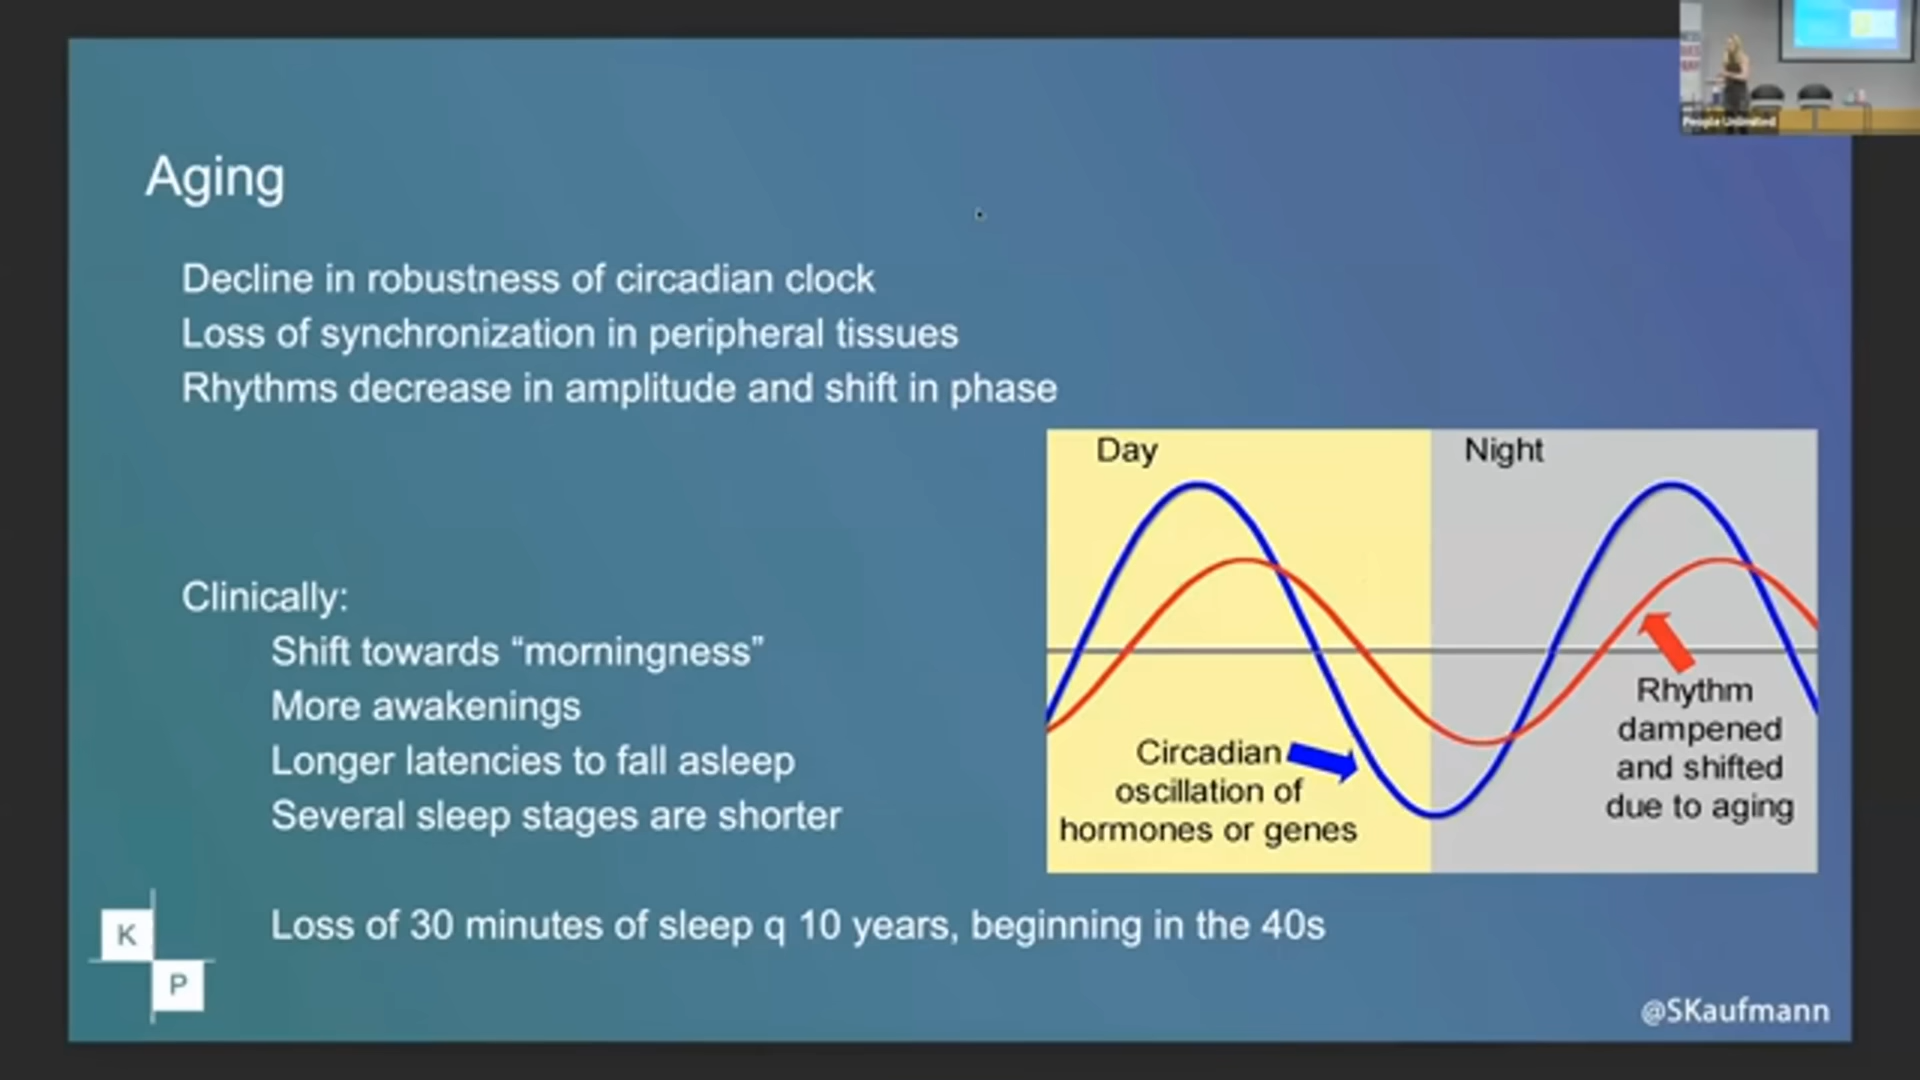 People Unlimited
Aging
Decline in robustness of circadian clock
Loss of synchronization in peripheral tissues
Rhythms decrease in amplitude and shift in phase
Day
Night
Circadian
oscillation of
hormones or genes
Rhythm
dampened
and shifted
due to aging
Clinically:
Shift towards “morningness”
More awakenings
Longer latencies to fall asleep
Several sleep stages are shorter
Loss of 30 minutes of sleep q 10 years, beginning in the 40s
K
P
@SKaufmann